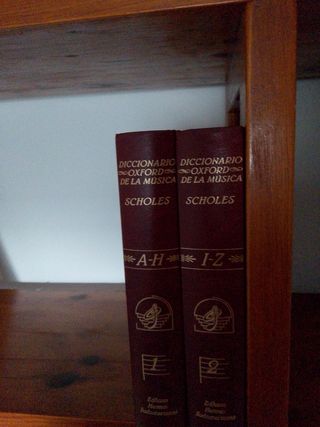 DICCIONARIO
OXFORD
DE LA MÚSICA
SCHOLES
A-H
1
DICCIONARIO
OXFORD
DE LA MÚSICA
SCHOLES
I-Z
2